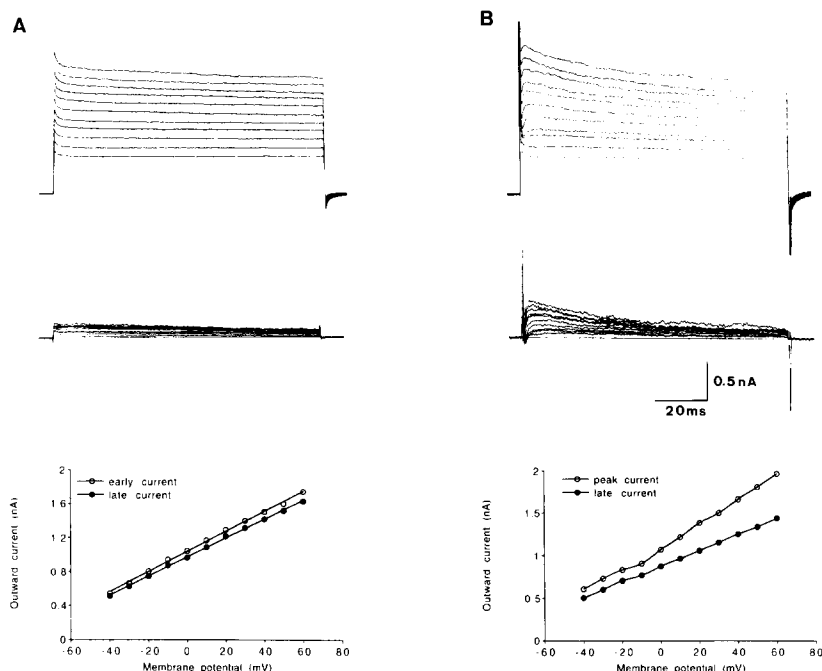 A
B
0.5nA
20ms
2
1.6
1.2
0.8
0.4
0
early current
late current
Outward current (nA)
-60 -40 -20 0 20 40 60 80
Membrane potential (mV)
2
1.5
1
0 5
0
peak current
late current
Outward current (nA)
-60 -40 -20 0 20 40 60 80
Membrane potential (mV)